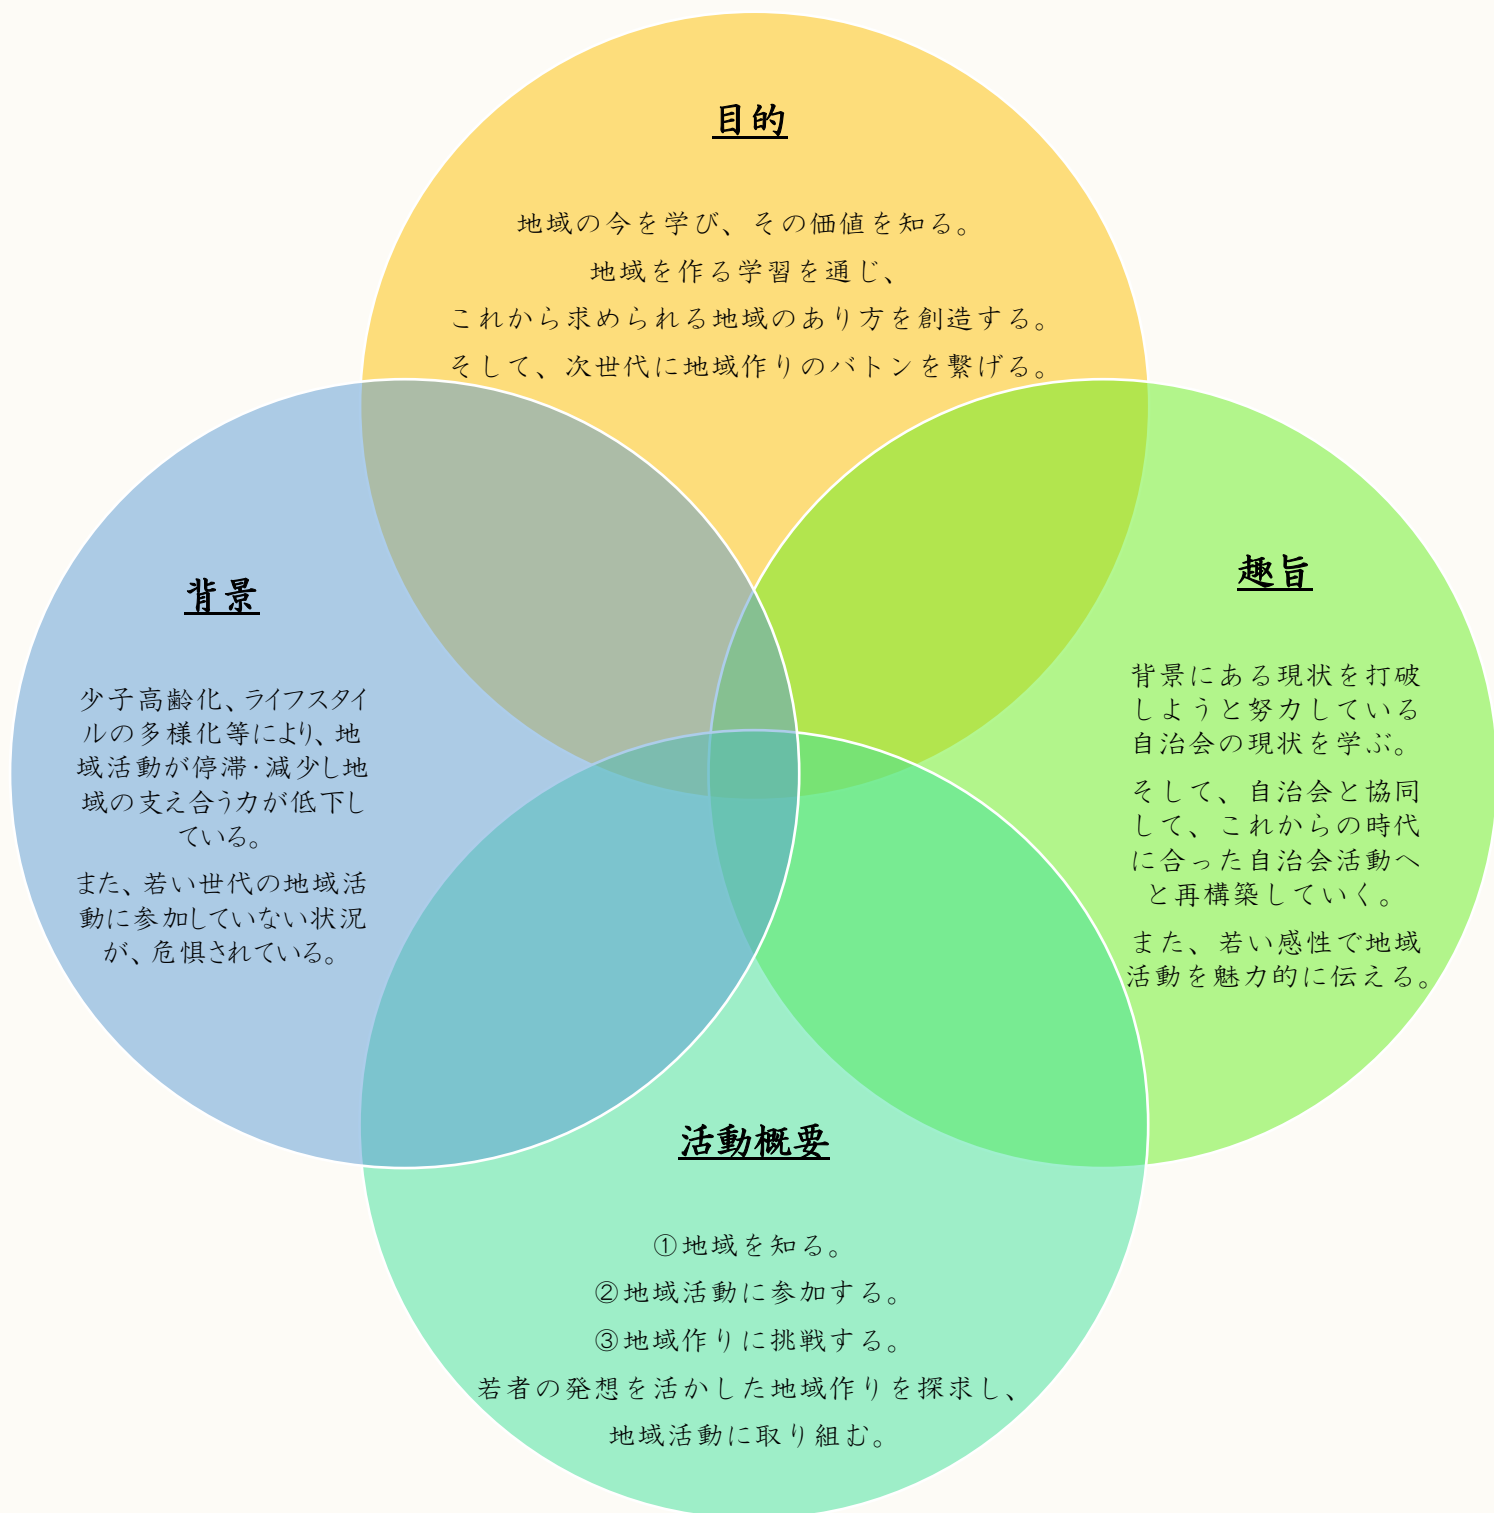 目的
地域の今を学び、その価値を知る。
地域を作る学習を通じ、
これから求められる地域のあり方を創造する。
そして、次世代に地域作りのバトンを繋げる。
背景
少子高齢化、ライフスタイ
ルの多様化等により、地
域活動が停滞・減少し地
域の支え合う力が低下し
ている。
また、若い世代の地域活
動に参加していない状況
が、危惧されている。
趣旨
背景にある現状を打破
しようと努力している
自治会の現状を学ぶ。
そして、自治会と協同
して、これからの時代
に合った自治会活動へ
と再構築していく。
また、若い感性で地域
活動を魅力的に伝える。
活動概要
①地域を知る。
②地域活動に参加する。
③地域作りに挑戦する。
若者の発想を活かした地域作りを探求し、
地域活動に取り組む。